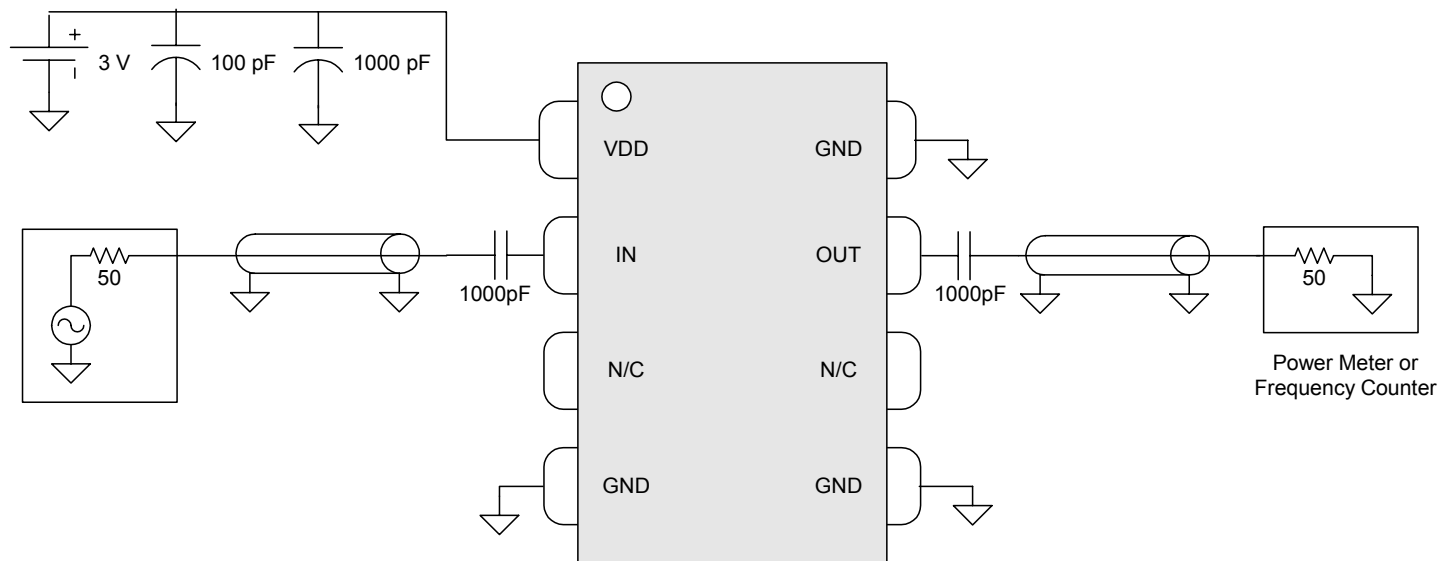 +
–
3 V
100 pF
1000 pF
VDD
GND
50
1000pF
IN
OUT
1000pF
50
N/C
N/C
Power Meter or
Frequency Counter
GND
GND